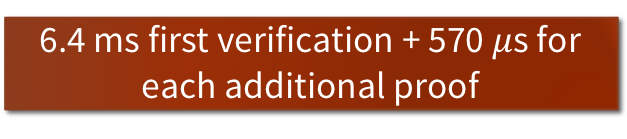 6.4 ms first verification + 570 μs for
each additional proof